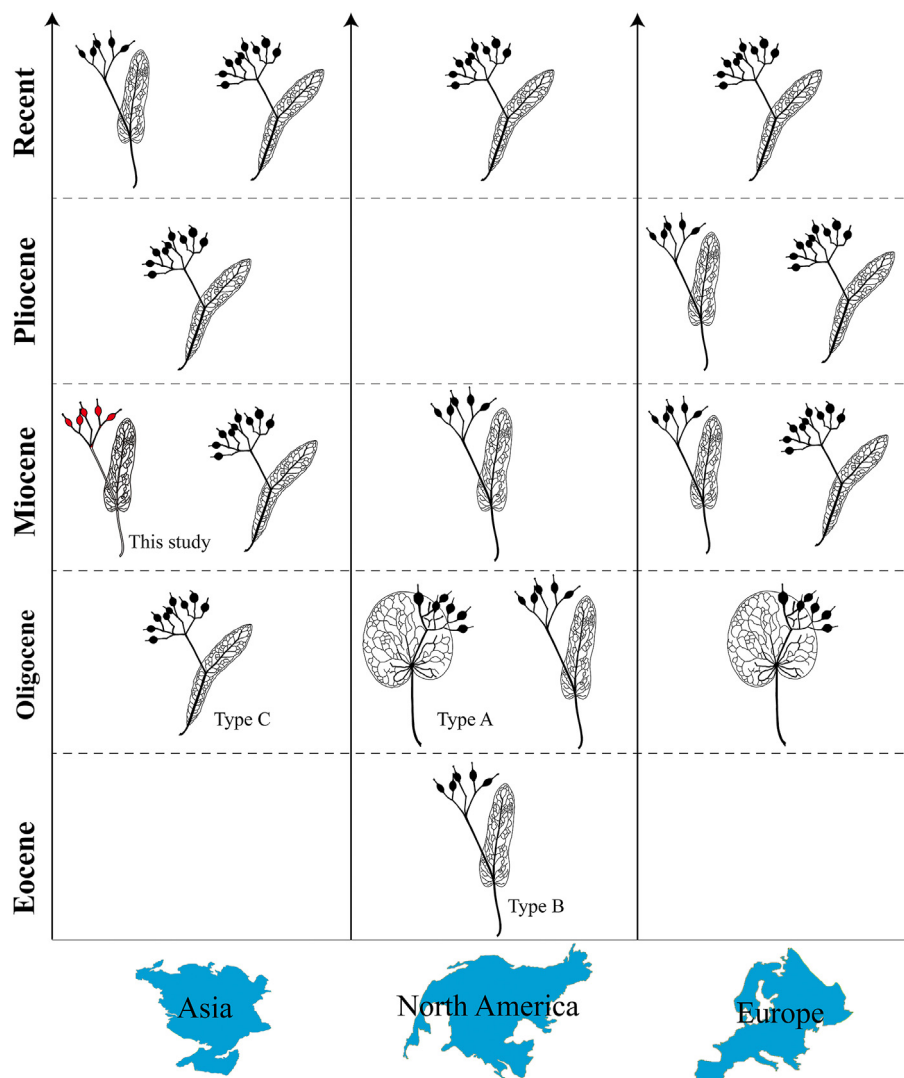 Recent
Pliocene
Miocene
This study
Oligocene
Type C
Type A
Eocene
Type B
Asia
North America
Europe